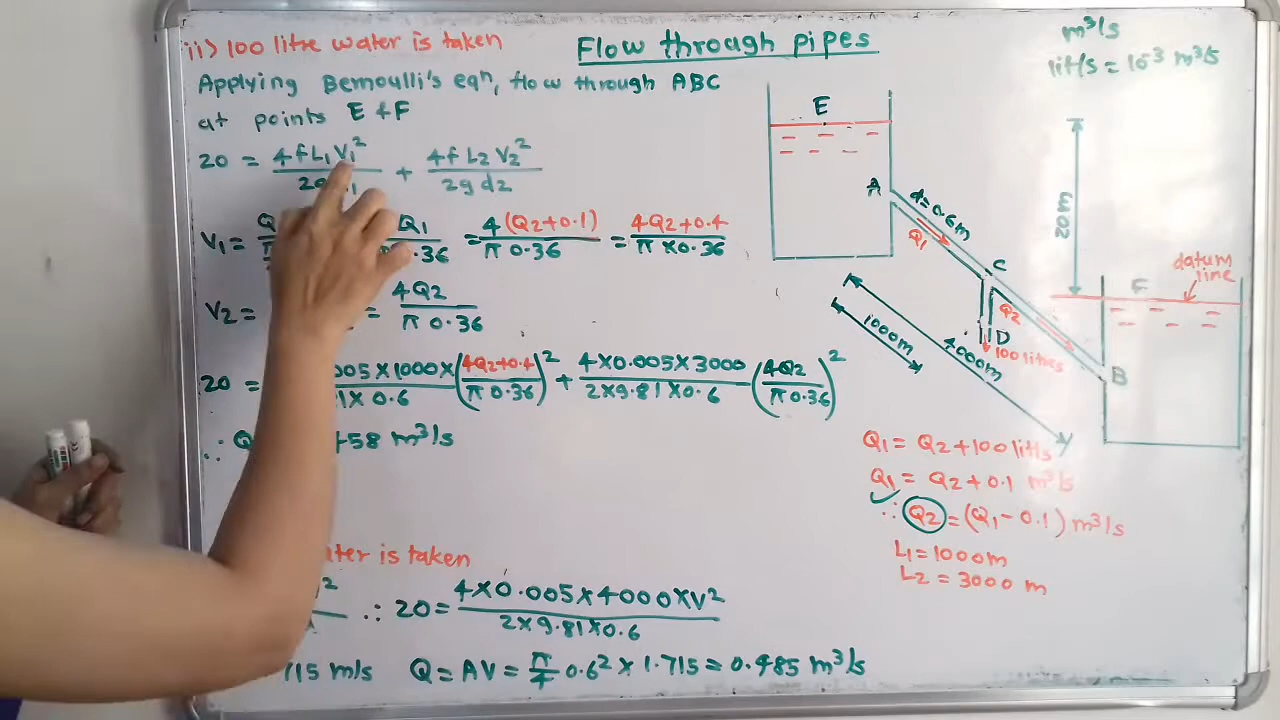 ii) 100 litre water is taken
Flow through pipes
m³/s
lit/s = 10⁻³ m³/s
Applying Bernoulli's eqⁿ, flow through ABC
at points E & F
20 = 4fL₁V₁² / 2g + 4fL₂V₂² / 2gd₂
V₁ = Q₁ / 0.36 = 4(Q₂+0.1) / π 0.36 = 4Q₂+0.4 / π×0.36
V₂ = = 4Q₂ / π 0.36
20 = 005×1000× / ×0.6 (4Q₂+0.4 / π 0.36)² + 4×0.005×3000 / 2×9.81×0.6 (4Q₂ / π 0.36)²
∴ Q 458 m³/s
ter is taken
∴ 20 = 4×0.005×4000×V² / 2×9.81×0.6
715 m/s Q = AV = π/4 0.6² × 1.715 = 0.485 m³/s
E
A
d=0.6m
Q₁
C
20m
datum
line
F
Q₂
D
100 litres
1000m
4000m
B
Q₁ = Q₂+100 lit/s
Q₁ = Q₂+0.1 m³/s
∴ Q₂ = (Q₁-0.1) m³/s
L₁ = 1000m
L₂ = 3000 m